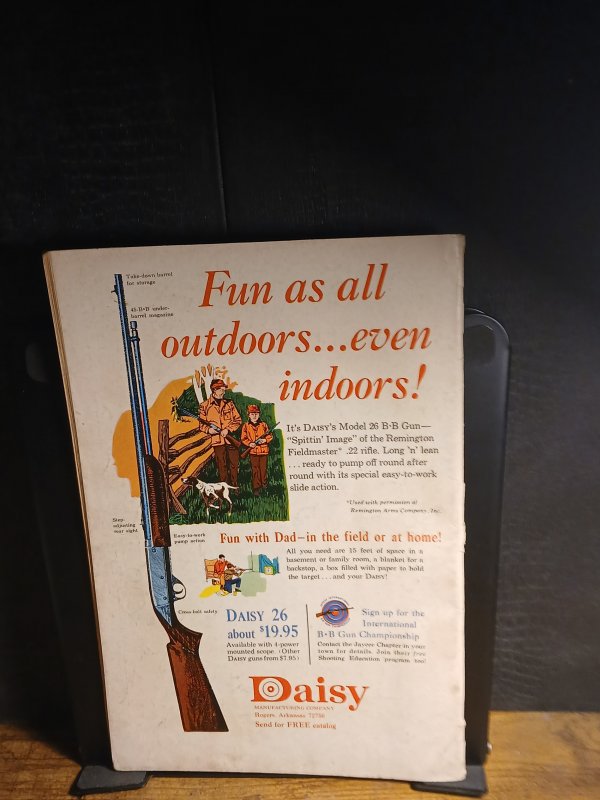 Fun as all
outdoors...even
indoors!
Take-down barrel
for storage
45-B•B under-
barrel magazine
It's DAISY'S Model 26 B•B Gun—
"Spittin' Image" of the Remington
Fieldmaster* .22 rifle. Long 'n' lean
... ready to pump off round after
round with its special easy-to-work
slide action.
*Used with permission of
Remington Arms Company, Inc.
Step
adjusting
rear sight
Easy-to-work
pump action
Fun with Dad—in the field or at home!
All you need are 15 feet of space in a
basement or family room, a blanket for a
backstop, a box filled with paper to hold
the target . . . and your Daisy!
Cross-bolt safety
DAISY 26
about $19.95
Available with 4-power
mounted scope. (Other
DAISY guns from $7.95)
Sign up for the
International
B•B Gun Championship
Contact the Jaycee Chapter in your
town for details. Join their free
Shooting Education program too!
Daisy
MANUFACTURING COMPANY
Rogers, Arkansas 72756
Send for FREE catalog